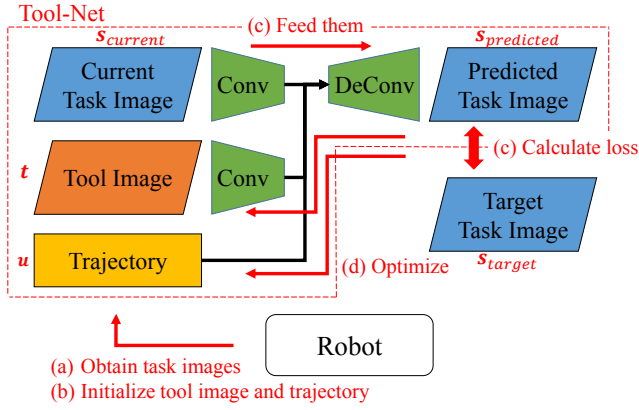 Tool-Net
s_current
(c) Feed them
s_predicted
Current
Task Image
Conv
DeConv
Predicted
Task Image
(c) Calculate loss
t
Tool Image
Conv
Target
Task Image
s_target
u
Trajectory
(d) Optimize
Robot
(a) Obtain task images
(b) Initialize tool image and trajectory